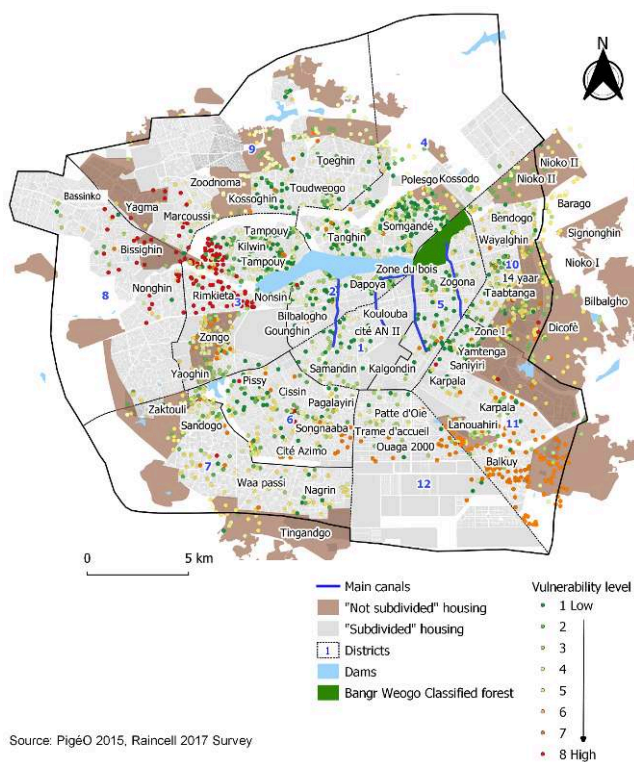 N
9
4
Toeghin
Nioko II
Zoodnoma
Toudweogo
Kossoghin
Polesgo
Kossodo
Nioko II
Bassinko
Yagma
Marcoussi
Barago
Bendogo
Signonghin
Tampouy
Tanghin
Somgandé
Wayalghin
Kilwin
Bissighin
Tampouy
Zone du bois
10
Nioko I
14 yaar
Nonghin
8
Rimkieta
3
Nonsin
2
Dapoya
Zogona
Taabtanga
5
Bilbalgho
Bilbalogho
Koulouba
Gounghin
cité AN II
Zone I
Dicofè
Zongo
1
Yamtenga
Yaoghin
Samandin
Kalgondin
Saniyiri
Pissy
Karpala
Cissin
Zaktouli
Pagalayiri
Patte d'Oie
Karpala
Sandogo
6
Songnaaba
Trame d'accueil
Lanouahiri
11
Cité Azimo
Ouaga 2000
7
Balkuy
Waa passi
Nagrin
12
Tingandgo
0 5 km
Main canals
"Not subdivided" housing
"Subdivided" housing
1 Districts
Dams
Bangr Weogo Classified forest
Vulnerability level
1 Low
2
3
4
5
6
7
8 High
Source: PigéO 2015, Raincell 2017 Survey